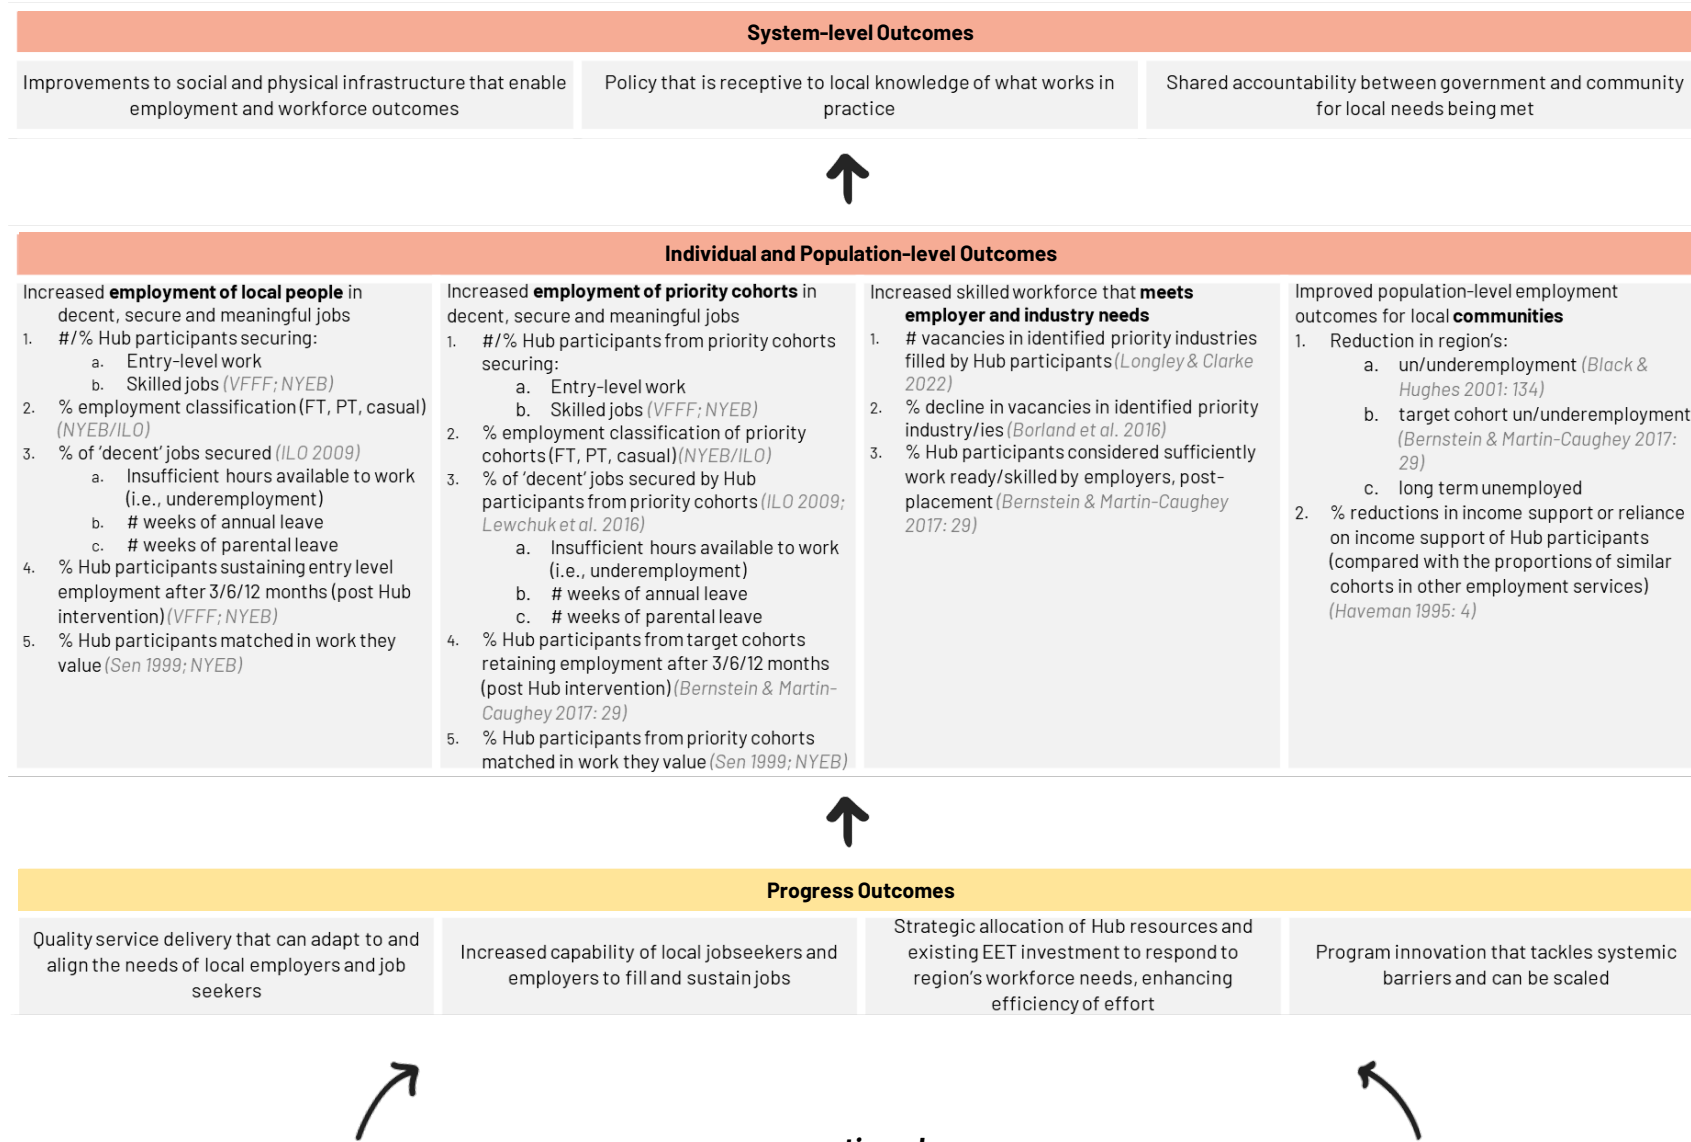 System-level Outcomes
Improvements to social and physical infrastructure that enable
employment and workforce outcomes
Policy that is receptive to local knowledge of what works in
practice
Shared accountability between government and community
for local needs being met
Individual and Population-level Outcomes
Increased employment of local people in
decent, secure and meaningful jobs
1. #/% Hub participants securing:
a. Entry-level work
b. Skilled jobs (VFFF; NYEB)
2. % employment classification (FT, PT, casual)
(NYEB/ILO)
3. % of ‘decent’ jobs secured (ILO 2009)
a. Insufficient hours available to work
(i.e., underemployment)
b. # weeks of annual leave
c. # weeks of parental leave
4. % Hub participants sustaining entry level
employment after 3/6/12 months (post Hub
intervention) (VFFF; NYEB)
5. % Hub participants matched in work they
value (Sen 1999; NYEB)
Increased employment of priority cohorts in
decent, secure and meaningful jobs
1. #/% Hub participants from priority cohorts
securing:
a. Entry-level work
b. Skilled jobs (VFFF; NYEB)
2. % employment classification of priority
cohorts (FT, PT, casual) (NYEB/ILO)
3. % of ‘decent’ jobs secured by Hub
participants from priority cohorts (ILO 2009;
Lewchuk et al. 2016)
a. Insufficient hours available to work
(i.e., underemployment)
b. # weeks of annual leave
c. # weeks of parental leave
4. % Hub participants from target cohorts
retaining employment after 3/6/12 months
(post Hub intervention) (Bernstein & Martin-
Caughey 2017: 29)
5. % Hub participants from priority cohorts
matched in work they value (Sen 1999; NYEB)
Increased skilled workforce that meets
employer and industry needs
1. # vacancies in identified priority industries
filled by Hub participants (Longley & Clarke
2022)
2. % decline in vacancies in identified priority
industry/ies (Borland et al. 2016)
3. % Hub participants considered sufficiently
work ready/skilled by employers, post-
placement (Bernstein & Martin-Caughey
2017: 29)
Improved population-level employment
outcomes for local communities
1. Reduction in region’s:
a. un/underemployment (Black &
Hughes 2001: 134)
b. target cohort un/underemployment
(Bernstein & Martin-Caughey 2017:
29)
c. long term unemployed
2. % reductions in income support or reliance
on income support of Hub participants
(compared with the proportions of similar
cohorts in other employment services)
(Haveman 1995: 4)
Progress Outcomes
Quality service delivery that can adapt to and
align the needs of local employers and job
seekers
Increased capability of local jobseekers and
employers to fill and sustain jobs
Strategic allocation of Hub resources and
existing EET investment to respond to
region’s workforce needs, enhancing
efficiency of effort
Program innovation that tackles systemic
barriers and can be scaled